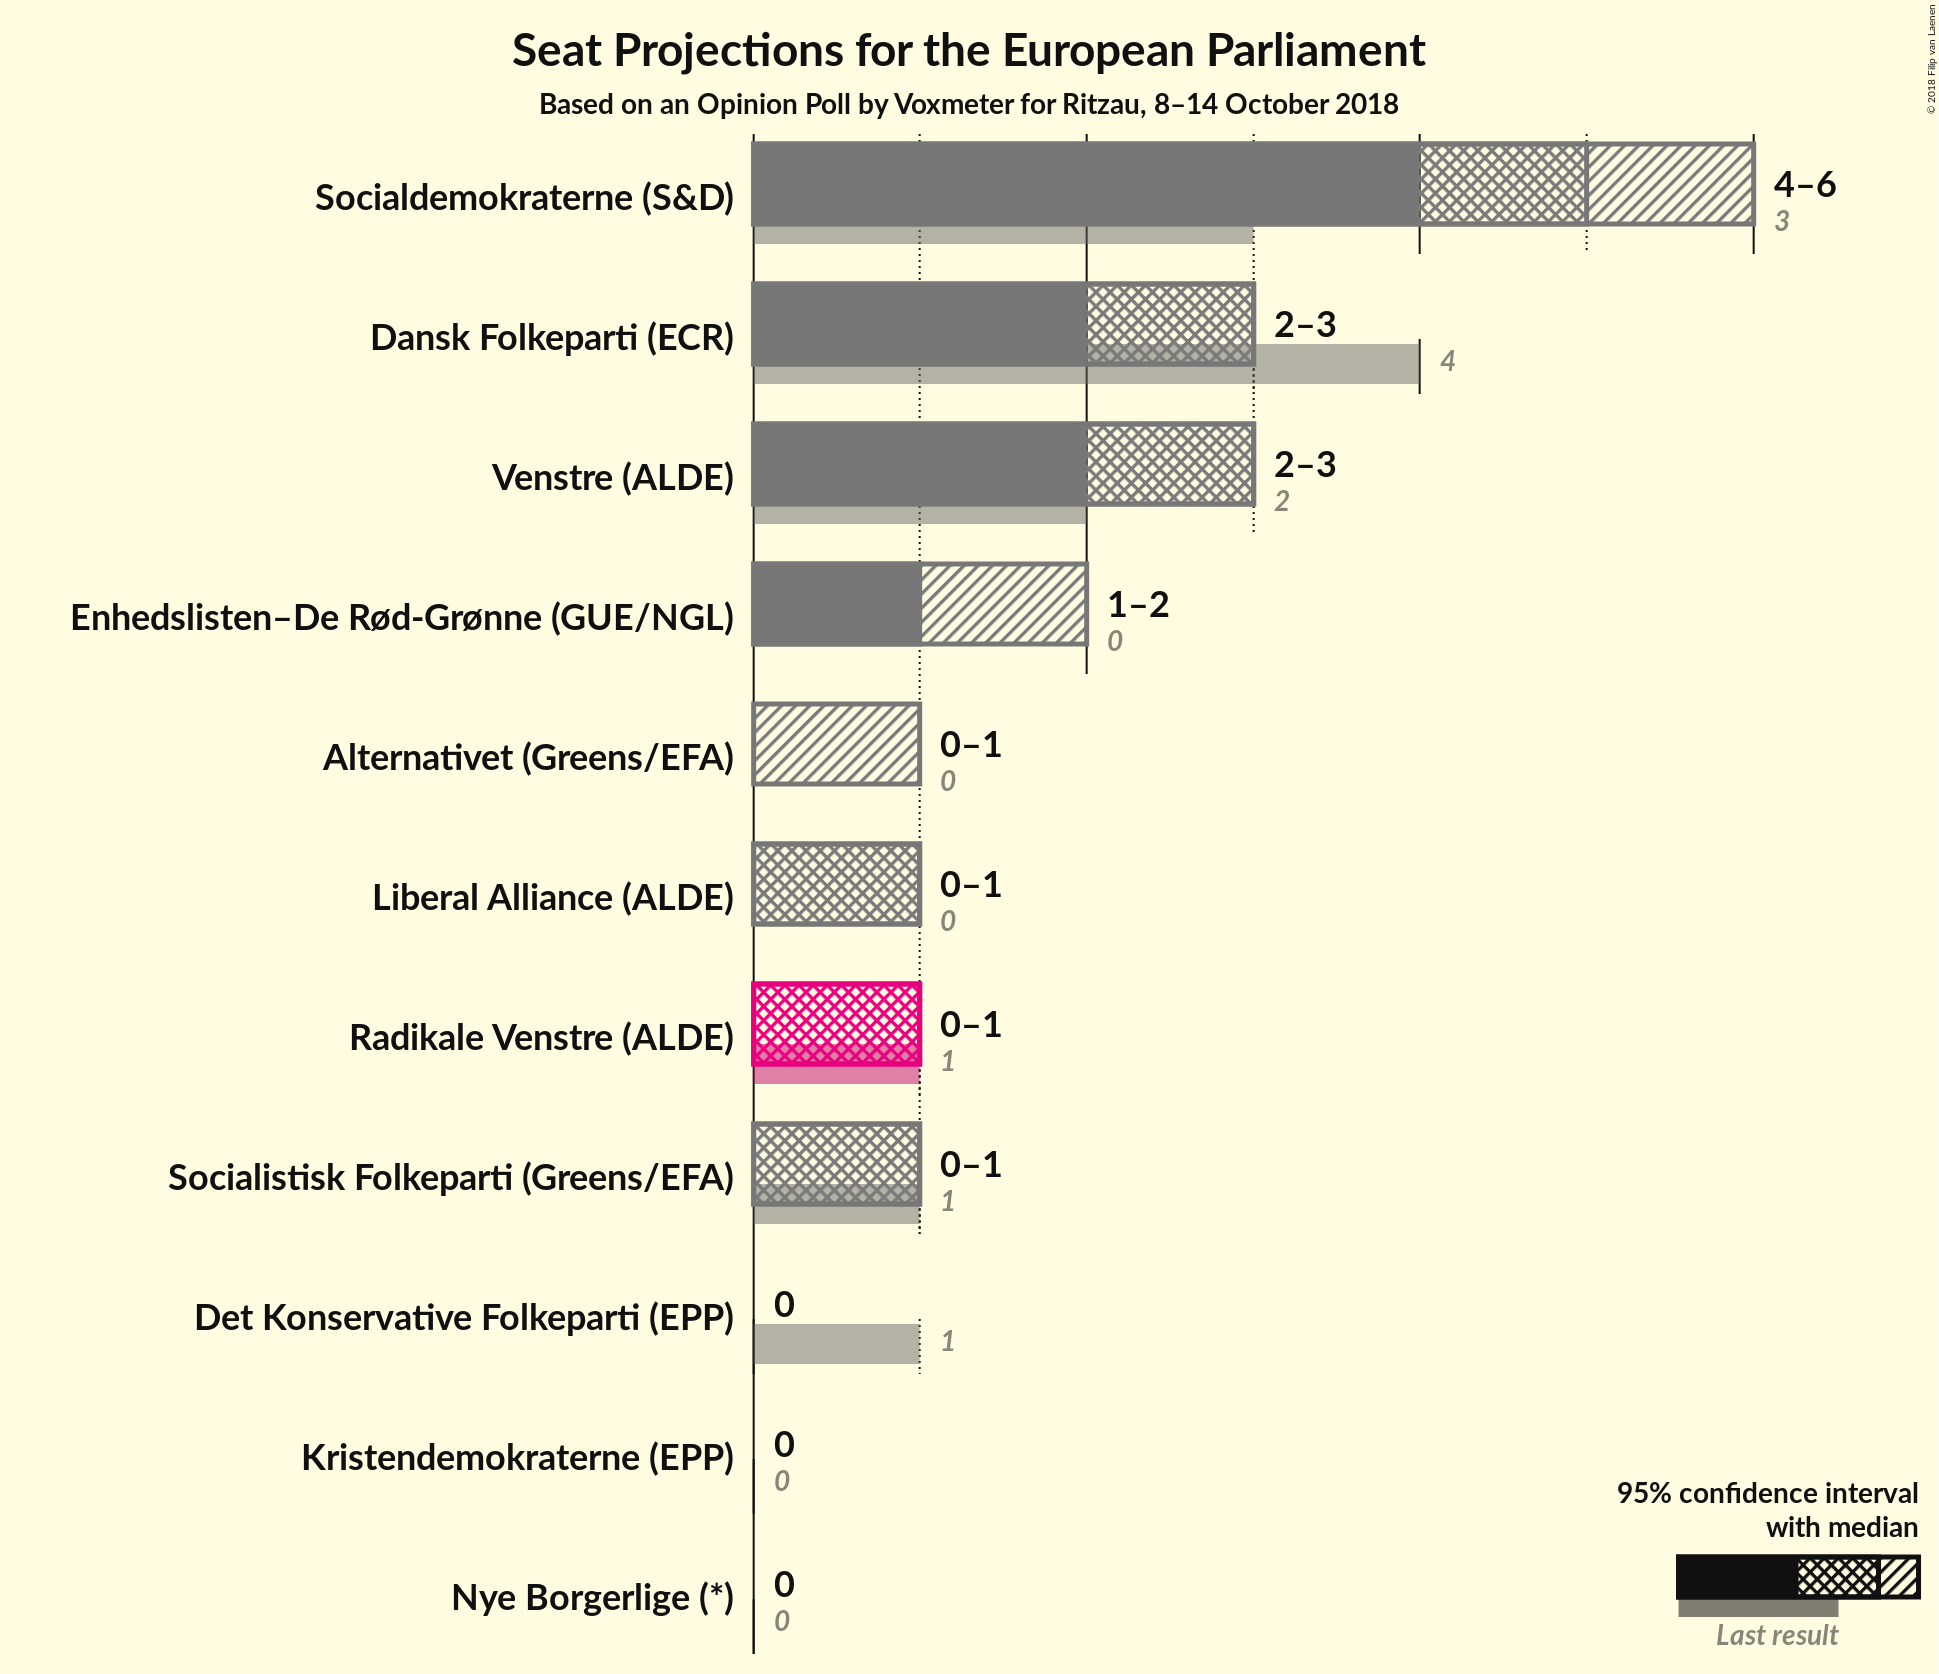 Seat Projections for the European Parliament
Based on an Opinion Poll by Voxmeter for Ritzau, 8–14 October 2018
© 2018 Filip van Laenen
Socialdemokraterne (S&D)
4–6
3
Dansk Folkeparti (ECR)
2–3
4
Venstre (ALDE)
2–3
2
Enhedslisten–De Rød-Grønne (GUE/NGL)
1–2
0
Alternativet (Greens/EFA)
0–1
0
Liberal Alliance (ALDE)
0–1
0
Radikale Venstre (ALDE)
0–1
1
Socialistisk Folkeparti (Greens/EFA)
0–1
1
Det Konservative Folkeparti (EPP)
0
1
Kristendemokraterne (EPP)
0
0
Nye Borgerlige (*)
0
0
95% confidence interval
with median
Last result